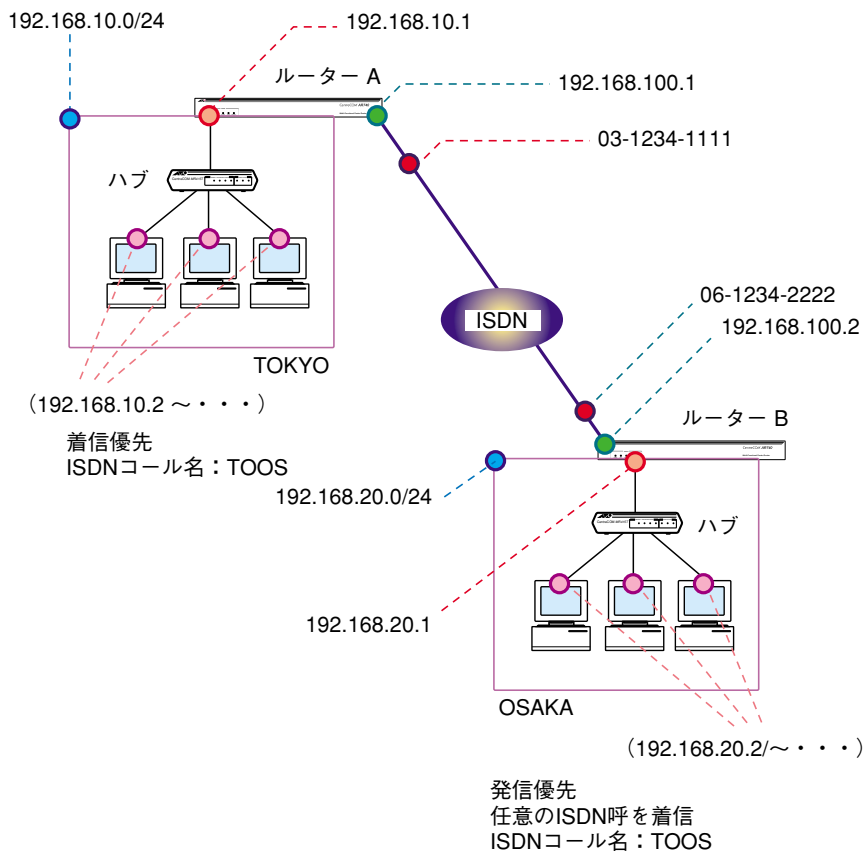 192.168.10.0/24
192.168.10.1
ルーター A
192.168.100.1
03-1234-1111
ハブ
ISDN
TOKYO
06-1234-2222
192.168.100.2
（192.168.10.2 ～・・・）
着信優先
ISDNコール名：TOOS
ルーター B
192.168.20.0/24
ハブ
192.168.20.1
OSAKA
（192.168.20.2/～・・・）
発信優先
任意のISDN呼を着信
ISDNコール名：TOOS